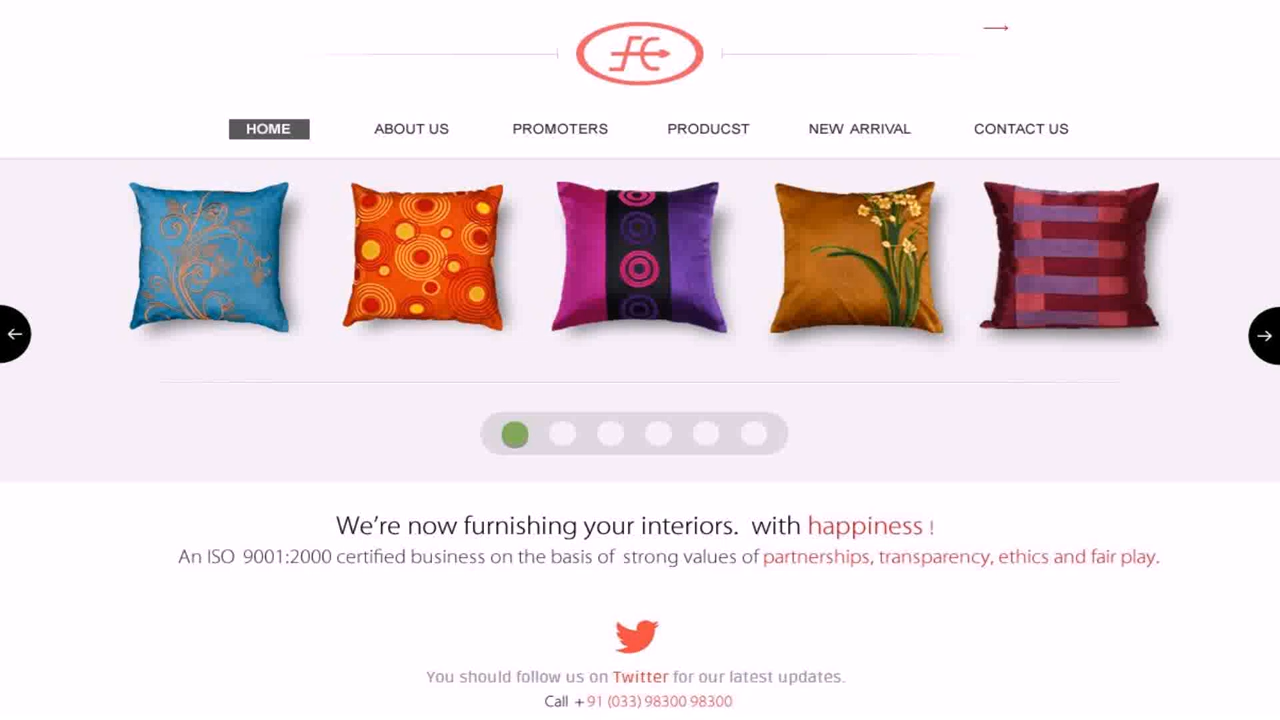 FE
HOME ABOUT US PROMOTERS PRODUCST NEW ARRIVAL CONTACT US
We're now furnishing your interiors. with happiness !
An ISO 9001:2000 certified business on the basis of strong values of partnerships, transparency, ethics and fair play.
You should follow us on Twitter for our latest updates.
Call +91 (033) 98300 98300